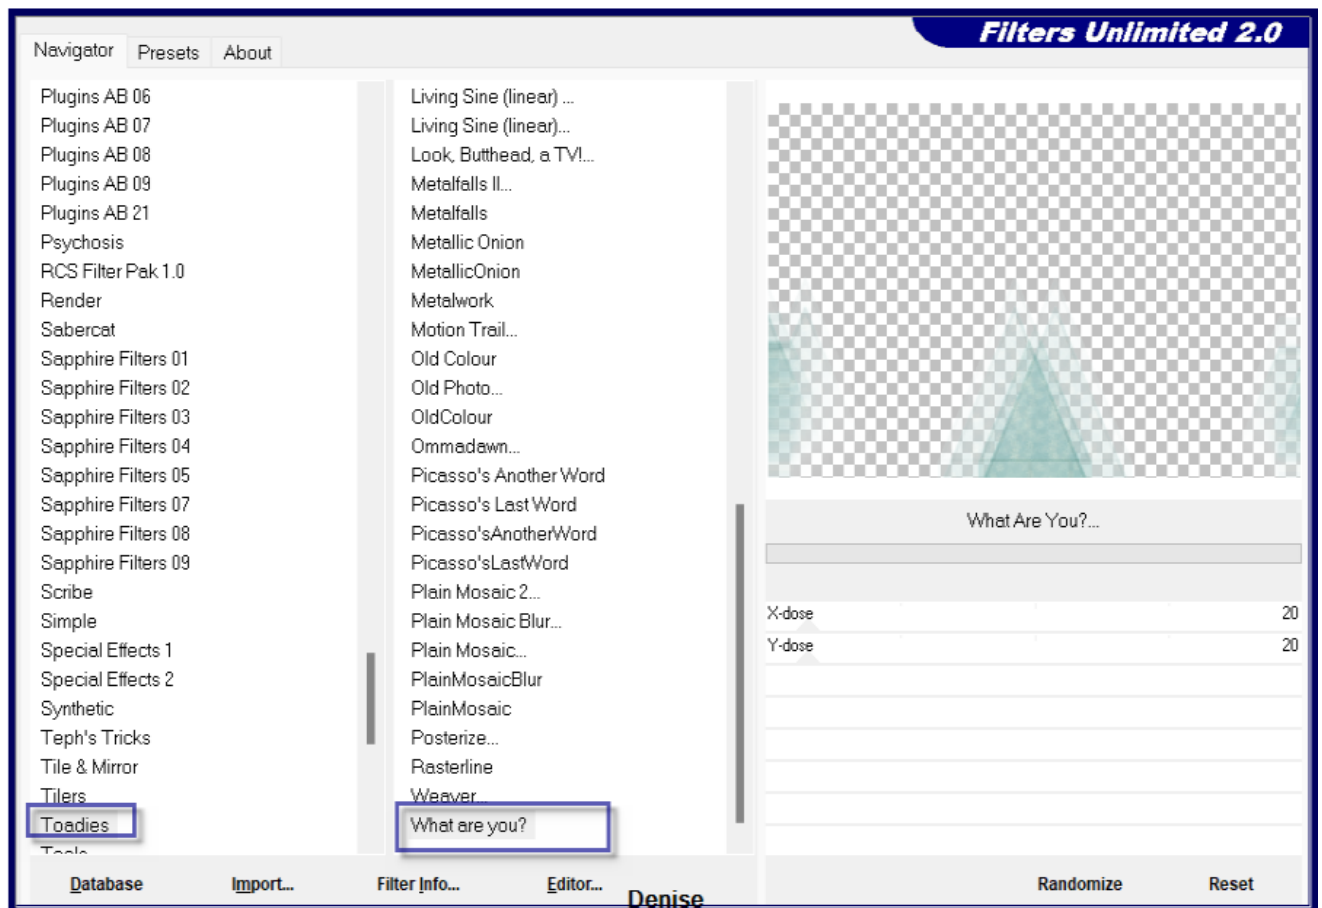 Filters Unlimited 2.0
Navigator
Presets
About
Plugins AB 06
Plugins AB 07
Plugins AB 08
Plugins AB 09
Plugins AB 21
Psychosis
RCS Filter Pak 1.0
Render
Sabercat
Sapphire Filters 01
Sapphire Filters 02
Sapphire Filters 03
Sapphire Filters 04
Sapphire Filters 05
Sapphire Filters 07
Sapphire Filters 08
Sapphire Filters 09
Scribe
Simple
Special Effects 1
Special Effects 2
Synthetic
Teph's Tricks
Tile & Mirror
Tilers
Toadies
Tools
Living Sine (linear) ...
Living Sine (linear)...
Look, Butthead, a TV!...
Metalfalls II...
Metalfalls
Metallic Onion
MetallicOnion
Metalwork
Motion Trail...
Old Colour
Old Photo...
OldColour
Ommadawn...
Picasso's Another Word
Picasso's Last Word
Picasso'sAnotherWord
Picasso'sLastWord
Plain Mosaic 2...
Plain Mosaic Blur...
Plain Mosaic...
PlainMosaicBlur
PlainMosaic
Posterize...
Rasterline
Weaver...
What are you?
What Are You?...
X-dose 20
Y-dose 20
Database
Import...
Filter Info...
Editor...
Denise
Randomize
Reset